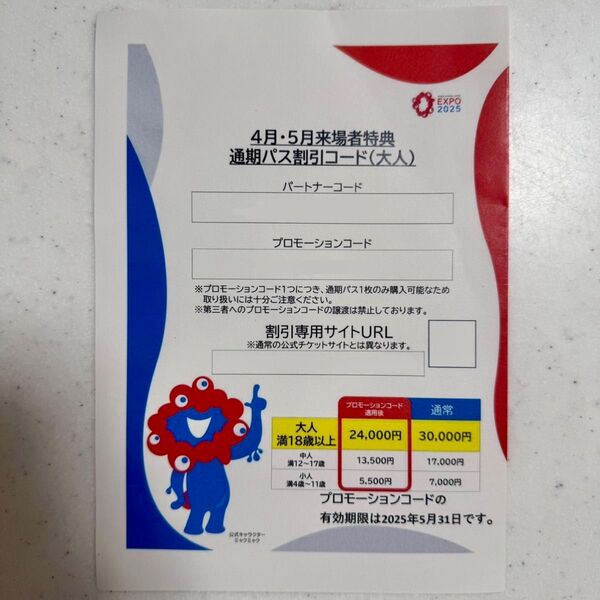 EXPO
2025
4月・5月来場者特典
通期パス割引コード(大人)
パートナーコード
プロモーションコード
※プロモーションコード1つにつき、通期パス1枚のみ購入可能なため
取り扱いには十分ご注意ください。
※第三者へのプロモーションコードの譲渡は禁止しております。
割引専用サイトURL
※通常の公式チケットサイトとは異なります。
プロモーションコード
適用後
通常
大人
満18歳以上
24,000円
30,000円
中人
満12~17歳
13,500円
17,000円
小人
満4歳~11歳
5,500円
7,000円
プロモーションコードの
有効期限は2025年5月31日です。
公式キャラクター
ミャクミャク